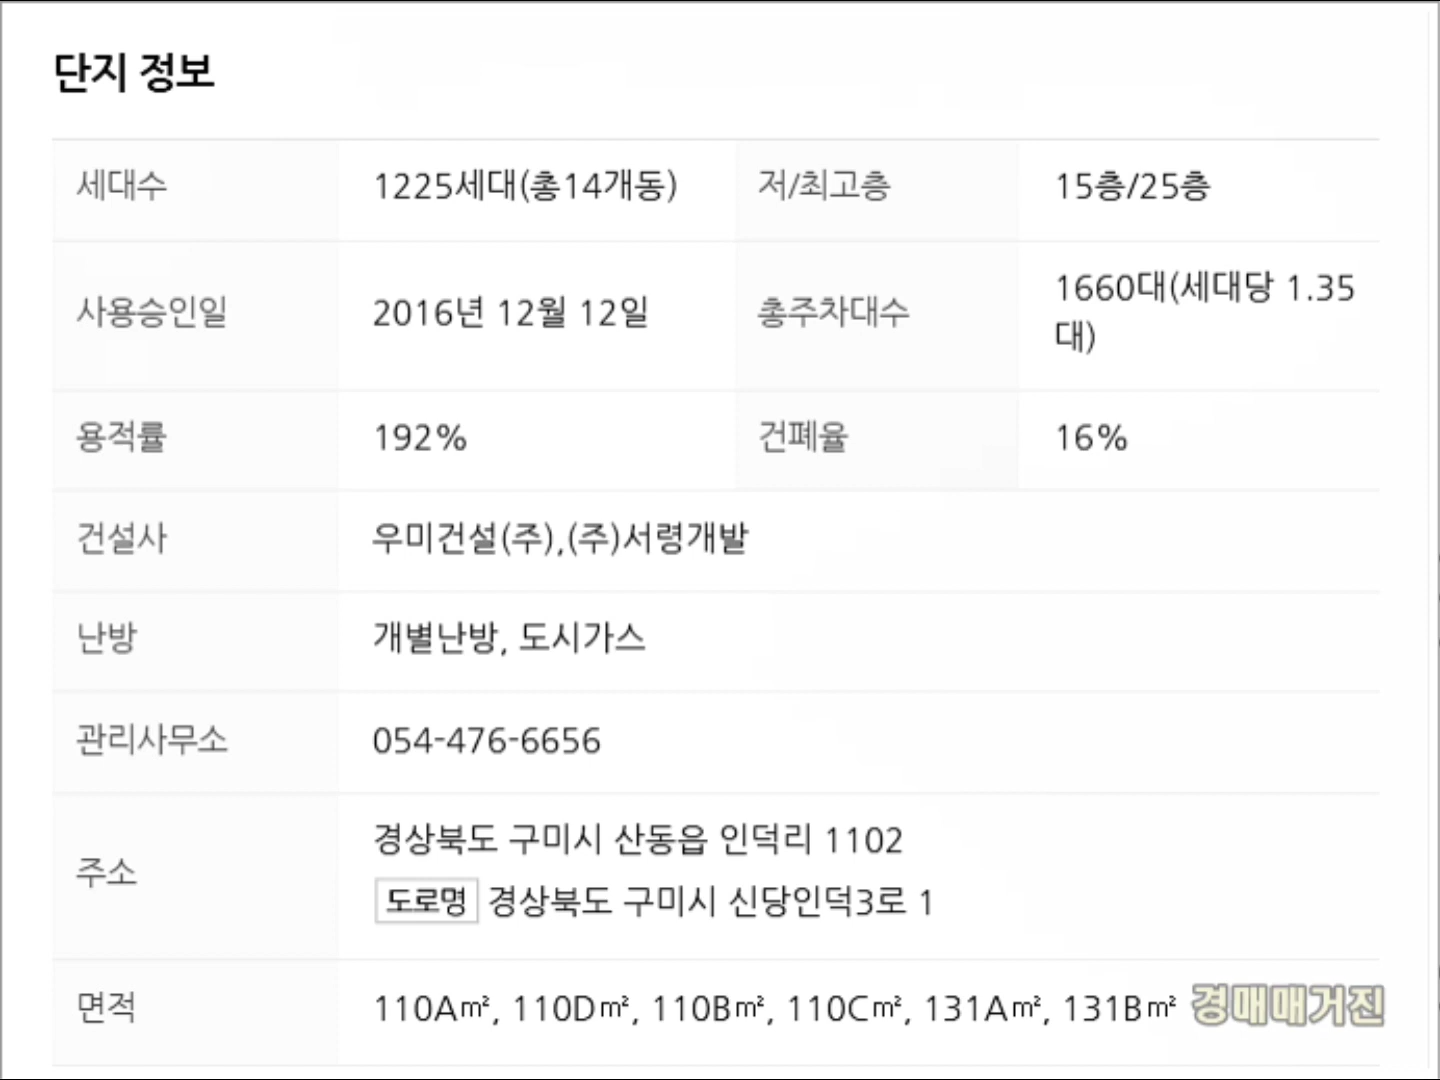 단지 정보
세대수 1225세대(총14개동) 저/최고층 15층/25층
사용승인일 2016년 12월 12일 총주차대수 1660대(세대당 1.35
대)
용적률 192% 건폐율 16%
건설사 우미건설(주),(주)서령개발
난방 개별난방, 도시가스
관리사무소 054-476-6656
주소 경상북도 구미시 산동읍 인덕리 1102
도로명 경상북도 구미시 신당인덕3로 1
면적 110A㎡, 110D㎡, 110B㎡, 110C㎡, 131A㎡, 131B㎡
경매매거진